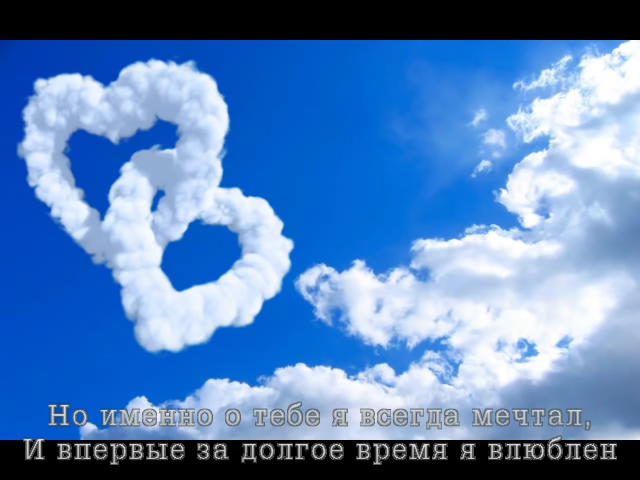 Но именно о тебе я всегда мечтал,
И впервые за долгое время я влюблен